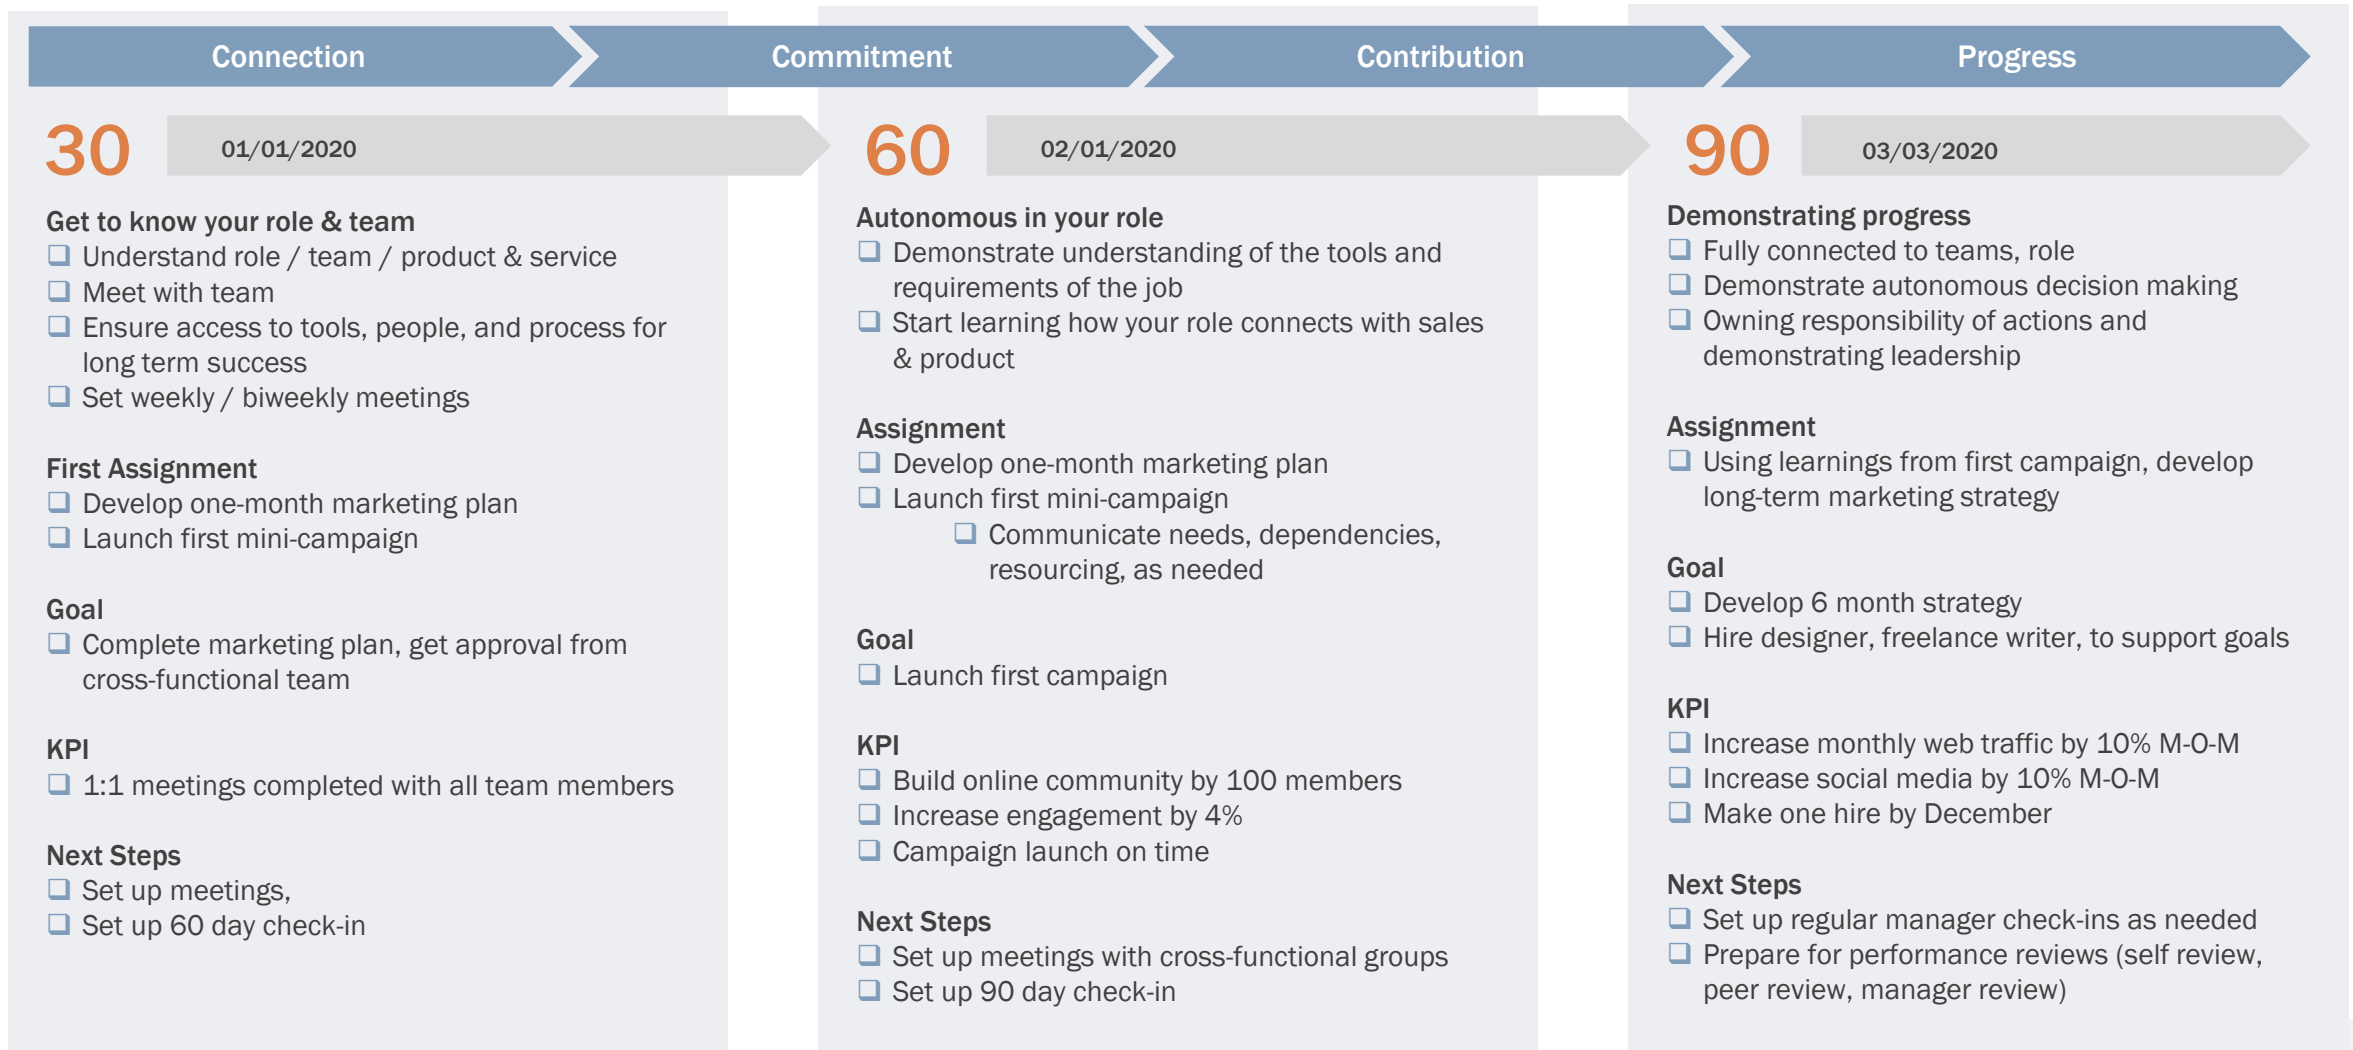 Connection
Commitment
Contribution
Progress
30
01/01/2020
Get to know your role & team
Understand role / team / product & service
Meet with team
Ensure access to tools, people, and process for
long term success
Set weekly / biweekly meetings
First Assignment
Develop one-month marketing plan
Launch first mini-campaign
Goal
Complete marketing plan, get approval from
cross-functional team
KPI
1:1 meetings completed with all team members
Next Steps
Set up meetings,
Set up 60 day check-in
60
02/01/2020
Autonomous in your role
Demonstrate understanding of the tools and
requirements of the job
Start learning how your role connects with sales
& product
Assignment
Develop one-month marketing plan
Launch first mini-campaign
Communicate needs, dependencies,
resourcing, as needed
Goal
Launch first campaign
KPI
Build online community by 100 members
Increase engagement by 4%
Campaign launch on time
Next Steps
Set up meetings with cross-functional groups
Set up 90 day check-in
90
03/03/2020
Demonstrating progress
Fully connected to teams, role
Demonstrate autonomous decision making
Owning responsibility of actions and
demonstrating leadership
Assignment
Using learnings from first campaign, develop
long-term marketing strategy
Goal
Develop 6 month strategy
Hire designer, freelance writer, to support goals
KPI
Increase monthly web traffic by 10% M-O-M
Increase social media by 10% M-O-M
Make one hire by December
Next Steps
Set up regular manager check-ins as needed
Prepare for performance reviews (self review,
peer review, manager review)